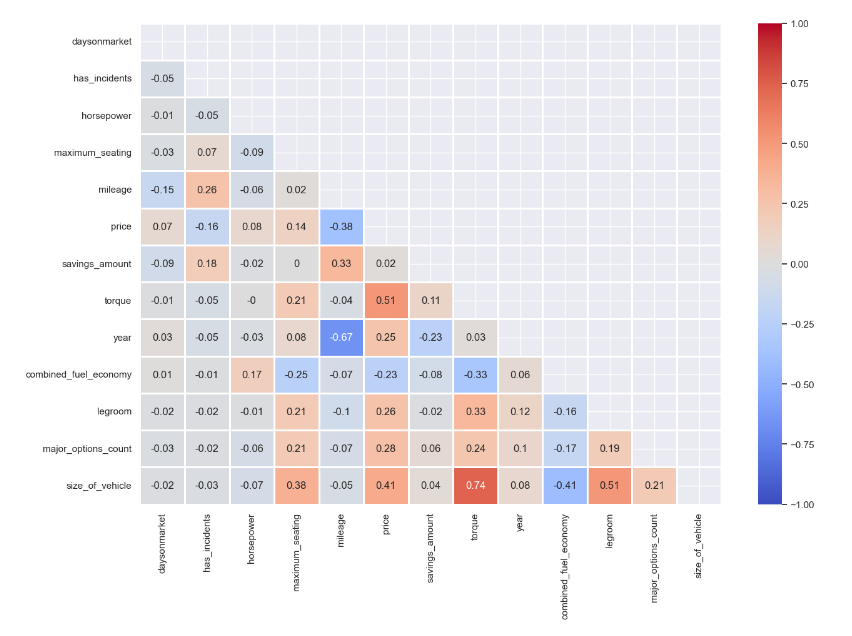 daysonmarket
has_incidents -0.05
horsepower -0.01 -0.05
maximum_seating -0.03 0.07 -0.09
mileage -0.15 0.26 -0.06 0.02
price 0.07 -0.16 0.08 0.14 -0.38
savings_amount -0.09 0.18 -0.02 0 0.33 0.02
torque -0.01 -0.05 -0 0.21 -0.04 0.51 0.11
year 0.03 -0.05 -0.03 0.08 -0.67 0.25 -0.23 0.03
combined_fuel_economy 0.01 -0.01 0.17 -0.25 -0.07 -0.23 -0.08 -0.33 0.06
legroom -0.02 -0.02 -0.01 0.21 -0.1 0.26 -0.02 0.33 0.12 -0.16
major_options_count -0.03 -0.02 -0.06 0.21 -0.07 0.28 0.06 0.24 0.1 -0.17 0.19
size_of_vehicle -0.02 -0.03 -0.07 0.38 -0.05 0.41 0.04 0.74 0.08 -0.41 0.51 0.21
daysonmarket
has_incidents
horsepower
maximum_seating
mileage
price
savings_amount
torque
year
combined_fuel_economy
legroom
major_options_count
size_of_vehicle
1.00
0.75
0.50
0.25
0.00
−0.25
−0.50
−0.75
−1.00